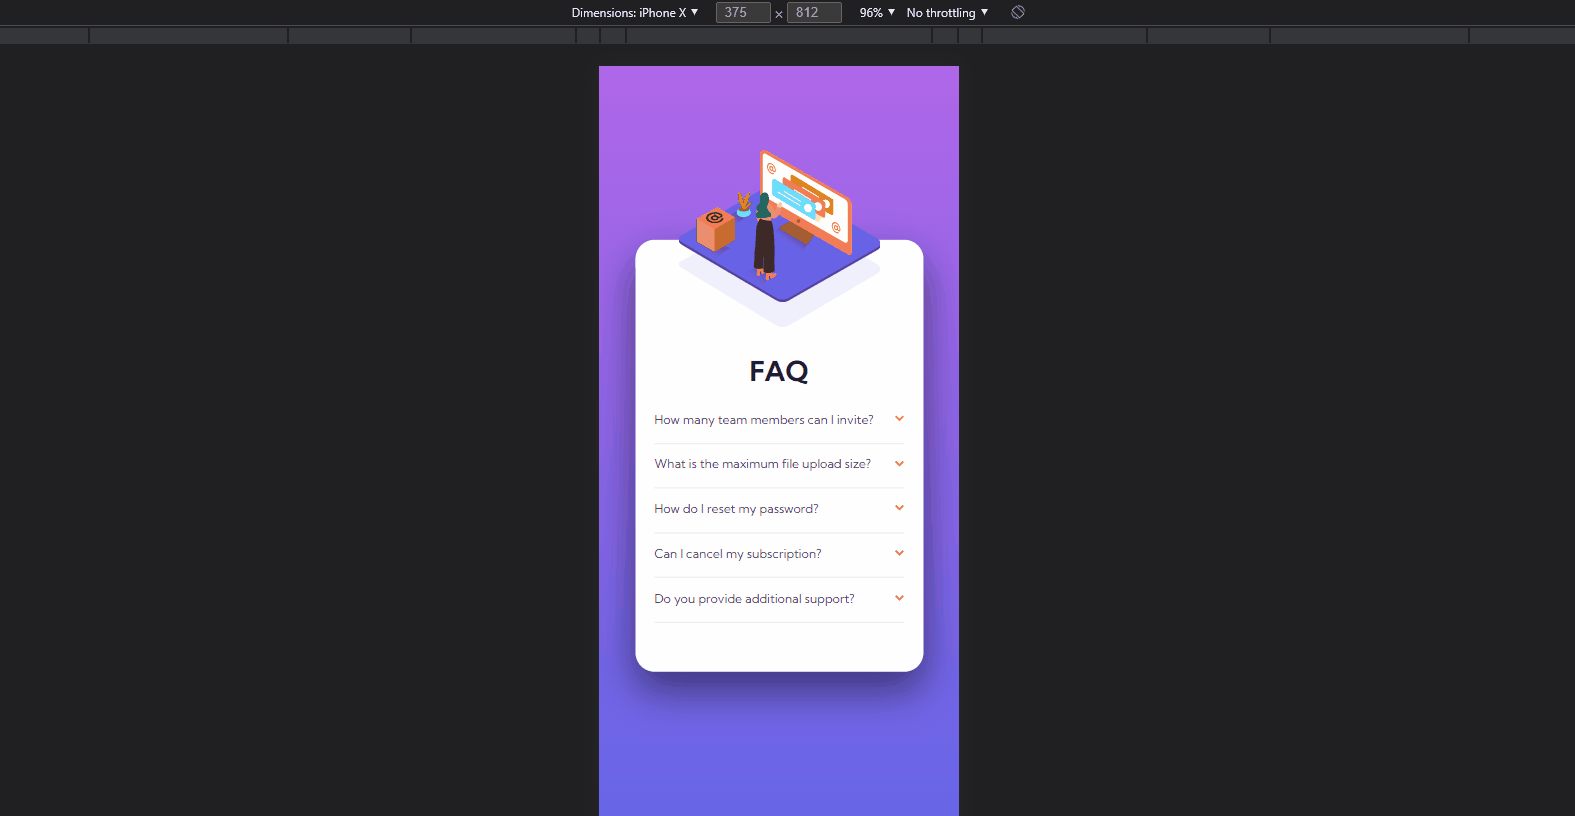 Dimensions: iPhone X ▼ 375 × 812 96% ▼ No throttling ▼
@
@
@
FAQ
How many team members can I invite?
What is the maximum file upload size?
How do I reset my password?
Can I cancel my subscription?
Do you provide additional support?